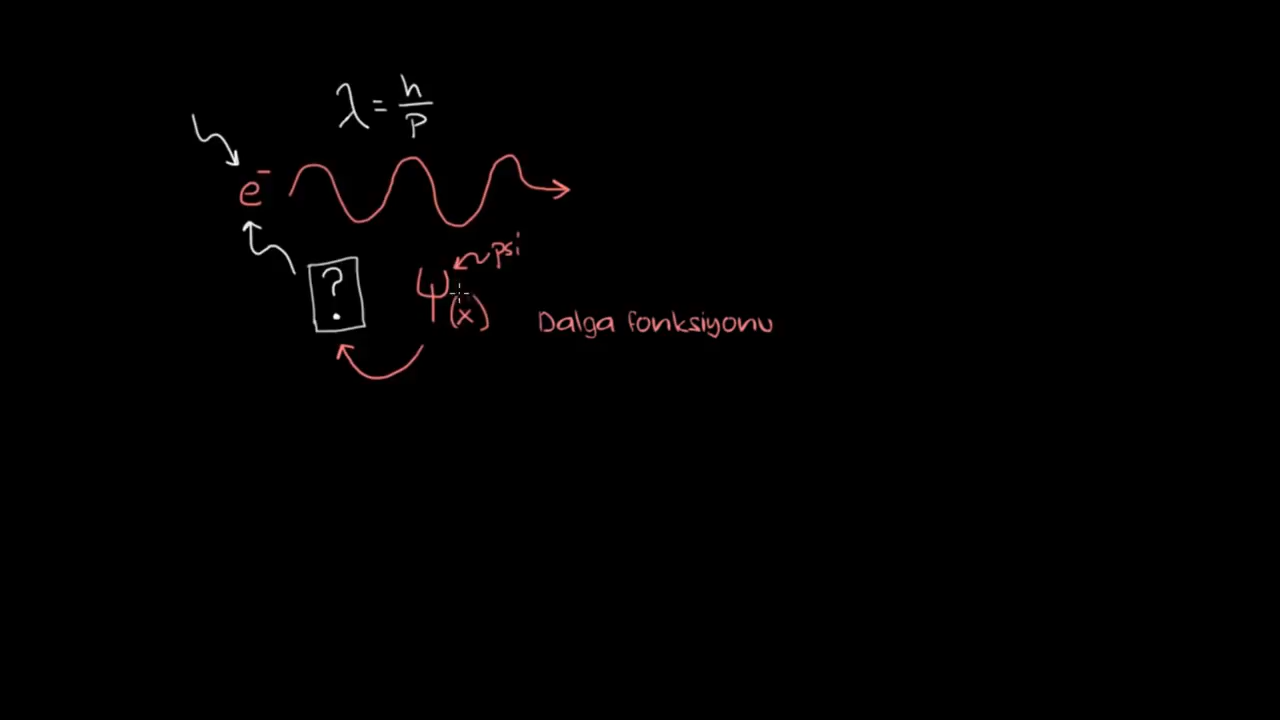 λ = h/p
e⁻
psi
?
ψ(x)
Dalga fonksiyonu